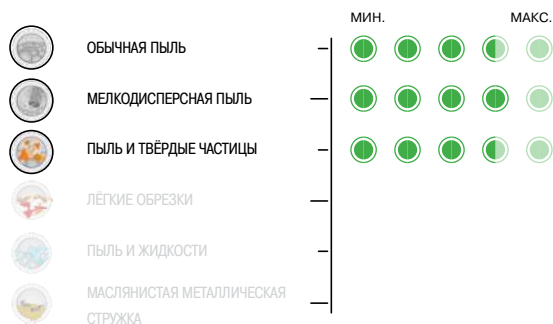 МИН. МАКС.
ОБЫЧНАЯ ПЫЛЬ
МЕЛКОДИСПЕРСНАЯ ПЫЛЬ
ПЫЛЬ И ТВЁРДЫЕ ЧАСТИЦЫ
ЛЁГКИЕ ОБРЕЗКИ
ПЫЛЬ И ЖИДКОСТИ
МАСЛЯНИСТАЯ МЕТАЛЛИЧЕСКАЯ
СТРУЖКА